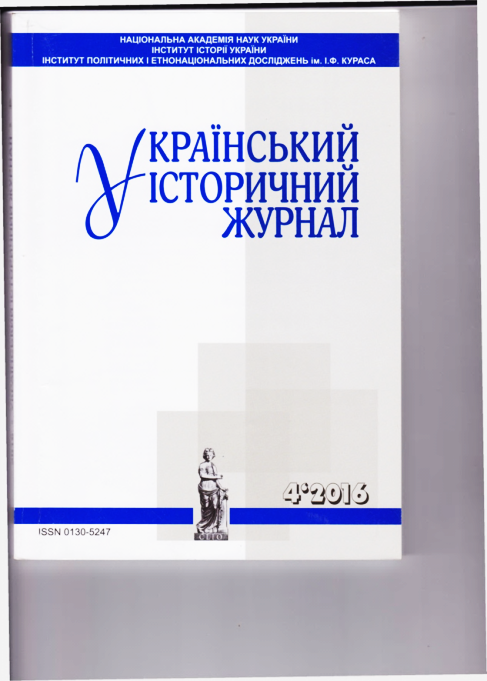 НАЦІОНАЛЬНА АКАДЕМІЯ НАУК УКРАЇНИ
ІНСТИТУТ ІСТОРІЇ УКРАЇНИ
ІНСТИТУТ ПОЛІТИЧНИХ І ЕТНОНАЦІОНАЛЬНИХ ДОСЛІДЖЕНЬ ім. І.Ф. КУРАСА
УКРАЇНСЬКИЙ
ІСТОРИЧНИЙ
ЖУРНАЛ
4‘2016
CLIO
ISSN 0130-5247